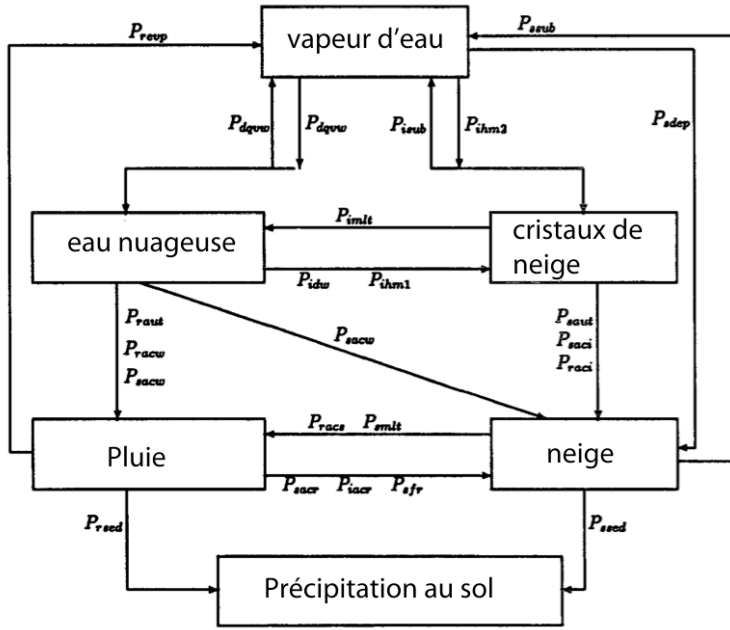 P_revp
vapeur d'eau
P_ssub
P_dqvw
P_dqvw
P_isub
P_ihm2
P_sdep
eau nuageuse
P_imlt
cristaux de
neige
P_idw
P_ihm1
P_raut
P_racw
P_sacw
P_sacw
P_saut
P_saci
P_raci
Pluie
P_racs
P_smlt
neige
P_sacr
P_iacr
P_sfr
P_rsed
P_ssed
Précipitation au sol